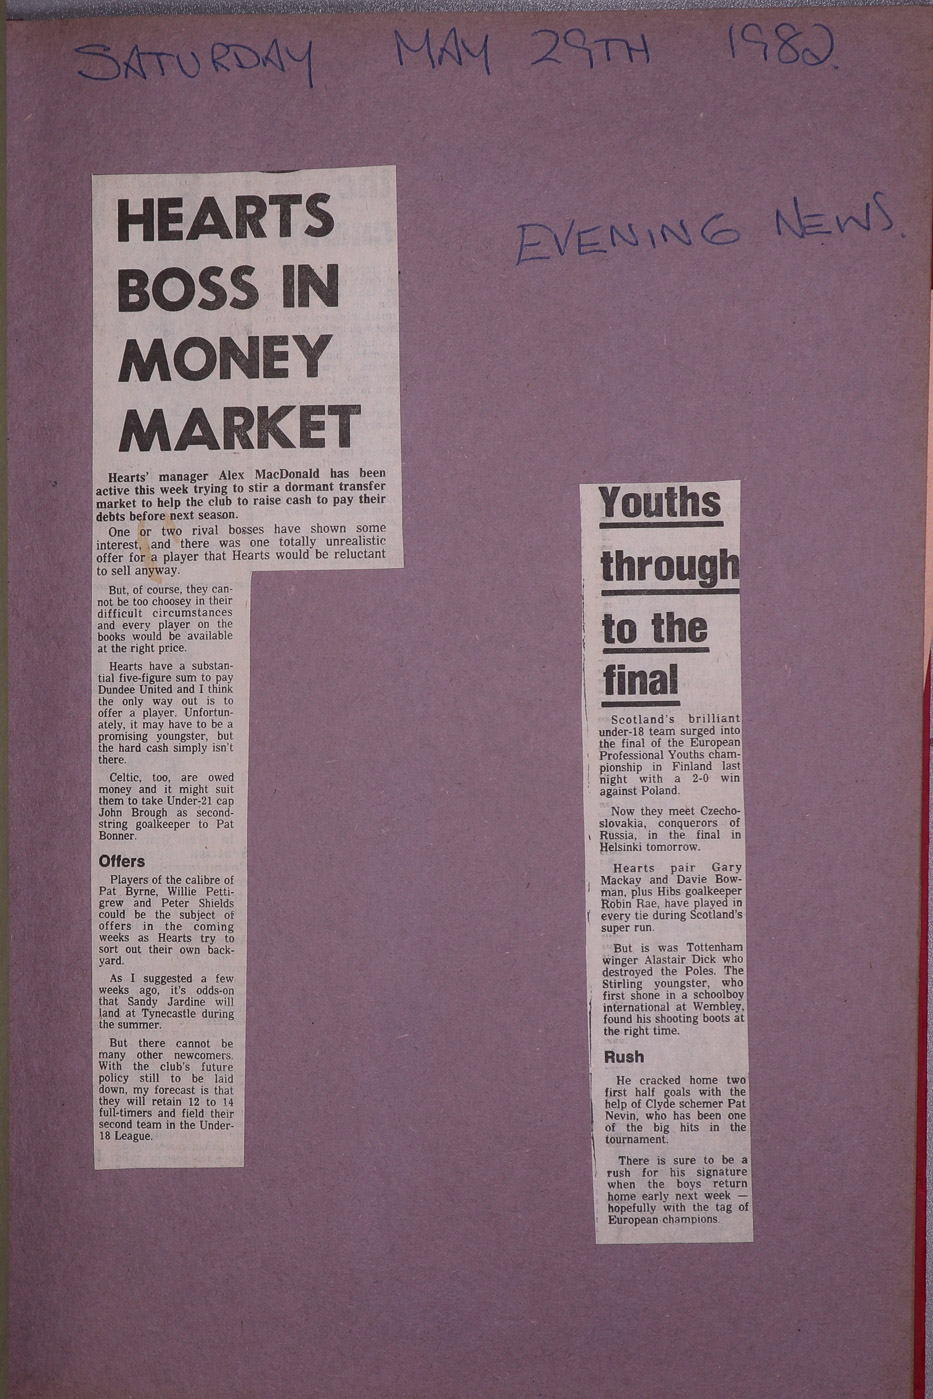 SATURDAY MAY 29TH 1982.
EVENING NEWS.
HEARTS
BOSS IN
MONEY
MARKET
Hearts' manager Alex MacDonald has been
active this week trying to stir a dormant transfer
market to help the club to raise cash to pay their
debts before next season.
One or two rival bosses have shown some
interest, and there was one totally unrealistic
offer for a player that Hearts would be reluctant
to sell anyway.
But, of course, they can-
not be too choosey in their
difficult circumstances
and every player on the
books would be available
at the right price.
Hearts have a substan-
tial five-figure sum to pay
Dundee United and I think
the only way out is to
offer a player. Unfortun-
ately, it may have to be a
promising youngster, but
the hard cash simply isn't
there.
Celtic, too, are owed
money and it might suit
them to take Under-21 cap
John Brough as second-
string goalkeeper to Pat
Bonner.
Offers
Players of the calibre of
Pat Byrne, Willie Petti-
grew and Peter Shields
could be the subject of
offers in the coming
weeks as Hearts try to
sort out their own back-
yard.
As I suggested a few
weeks ago, it's odds-on
that Sandy Jardine will
land at Tynecastle during
the summer.
But there cannot be
many other newcomers.
With the club's future
policy still to be laid
down, my forecast is that
they will retain 12 to 14
full-timers and field their
second team in the Under-
18 League.
Youths
through
to the
final
Scotland's brilliant
under-18 team surged into
the final of the European
Professional Youths cham-
pionship in Finland last
night with a 2-0 win
against Poland.
Now they meet Czecho-
slovakia, conquerors of
Russia, in the final in
Helsinki tomorrow.
Hearts pair Gary
Mackay and Davie Bow-
man, plus Hibs goalkeeper
Robin Rae, have played in
every tie during Scotland's
super run.
But is was Tottenham
winger Alastair Dick who
destroyed the Poles. The
Stirling youngster, who
first shone in a schoolboy
international at Wembley,
found his shooting boots at
the right time.
Rush
He cracked home two
first half goals with the
help of Clyde schemer Pat
Nevin, who has been one
of the big hits in the
tournament.
There is sure to be a
rush for his signature
when the boys return
home early next week —
hopefully with the tag of
European champions.